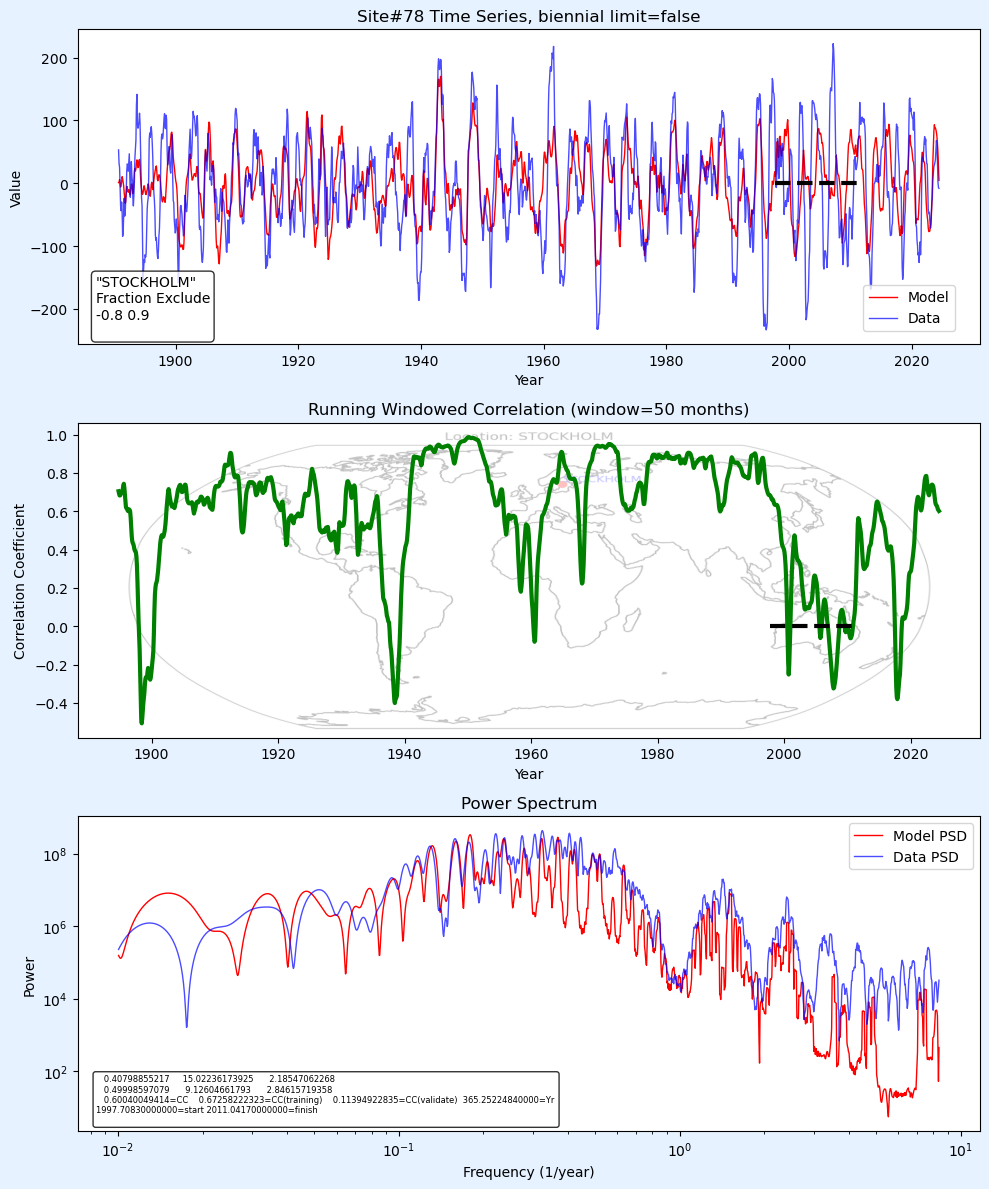 Site#78 Time Series, biennial limit=false
Value
200
100
0
−100
−200
"STOCKHOLM"
Fraction Exclude
-0.8 0.9
Model
Data
1900 1920 1940 1960 1980 2000 2020
Year
Running Windowed Correlation (window=50 months)
Location: STOCKHOLM
Correlation Coefficient
1.0
0.8
0.6
0.4
0.2
0.0
−0.2
−0.4
1900 1920 1940 1960 1980 2000 2020
Year
Power Spectrum
Model PSD
Data PSD
Power
10^8
10^6
10^4
10^2
0.40798855217 15.02236173925 2.18547062268
0.49998597079 9.12604661793 2.84615719358
0.60040049414=CC 0.67258222323=CC(training) 0.11394922835=CC(validate) 365.25224840000=Yr
1997.70830000000=start 2011.04170000000=finish
10^−2 10^−1 10^0 10^1
Frequency (1/year)